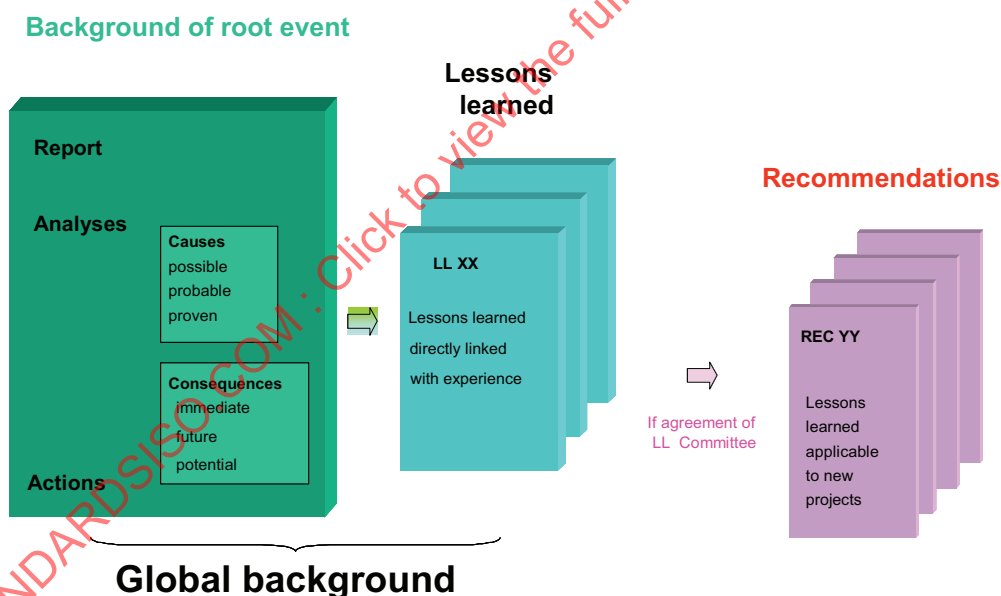 Background of root event
Report
Analyses
Causes
possible
probable
proven
Consequences
immediate
future
potential
Actions
Lessons
learned
LL XX
Lessons learned
directly linked
with experience
If agreement of
LL Committee
Recommendations
REC YY
Lessons
learned
applicable
to new
projects
Global background
NDARDSISO.COM : Click to view the full